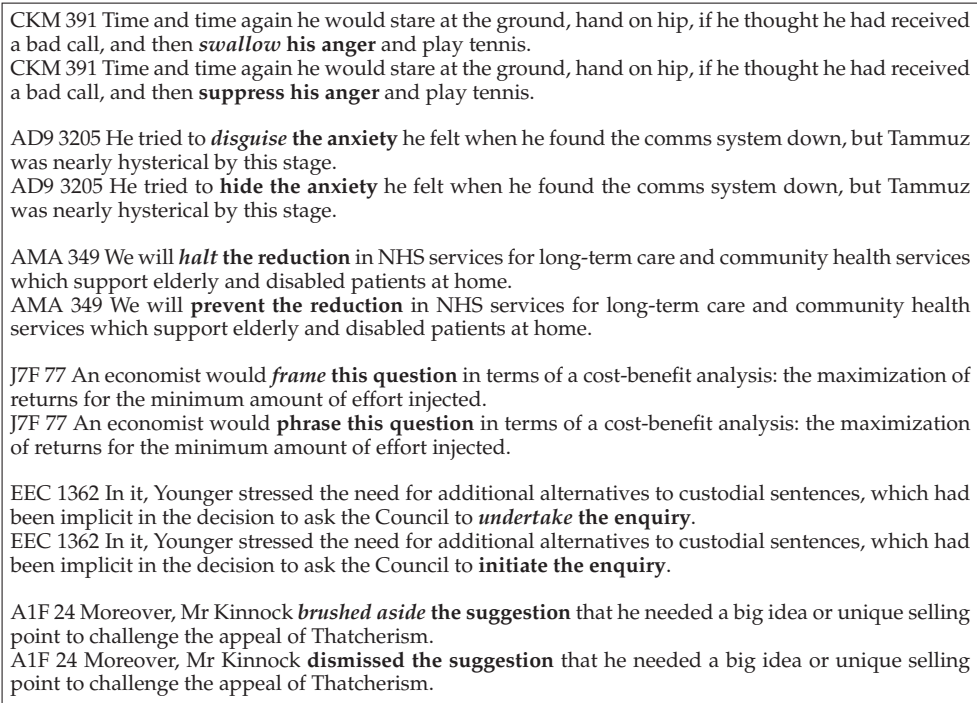 CKM 391 Time and time again he would stare at the ground, hand on hip, if he thought he had received
a bad call, and then swallow his anger and play tennis.
CKM 391 Time and time again he would stare at the ground, hand on hip, if he thought he had received
a bad call, and then suppress his anger and play tennis.
AD9 3205 He tried to disguise the anxiety he felt when he found the comms system down, but Tammuz
was nearly hysterical by this stage.
AD9 3205 He tried to hide the anxiety he felt when he found the comms system down, but Tammuz
was nearly hysterical by this stage.
AMA 349 We will halt the reduction in NHS services for long-term care and community health services
which support elderly and disabled patients at home.
AMA 349 We will prevent the reduction in NHS services for long-term care and community health
services which support elderly and disabled patients at home.
J7F 77 An economist would frame this question in terms of a cost-benefit analysis: the maximization of
returns for the minimum amount of effort injected.
J7F 77 An economist would phrase this question in terms of a cost-benefit analysis: the maximization
of returns for the minimum amount of effort injected.
EEC 1362 In it, Younger stressed the need for additional alternatives to custodial sentences, which had
been implicit in the decision to ask the Council to undertake the enquiry.
EEC 1362 In it, Younger stressed the need for additional alternatives to custodial sentences, which had
been implicit in the decision to ask the Council to initiate the enquiry.
A1F 24 Moreover, Mr Kinnock brushed aside the suggestion that he needed a big idea or unique selling
point to challenge the appeal of Thatcherism.
A1F 24 Moreover, Mr Kinnock dismissed the suggestion that he needed a big idea or unique selling
point to challenge the appeal of Thatcherism.